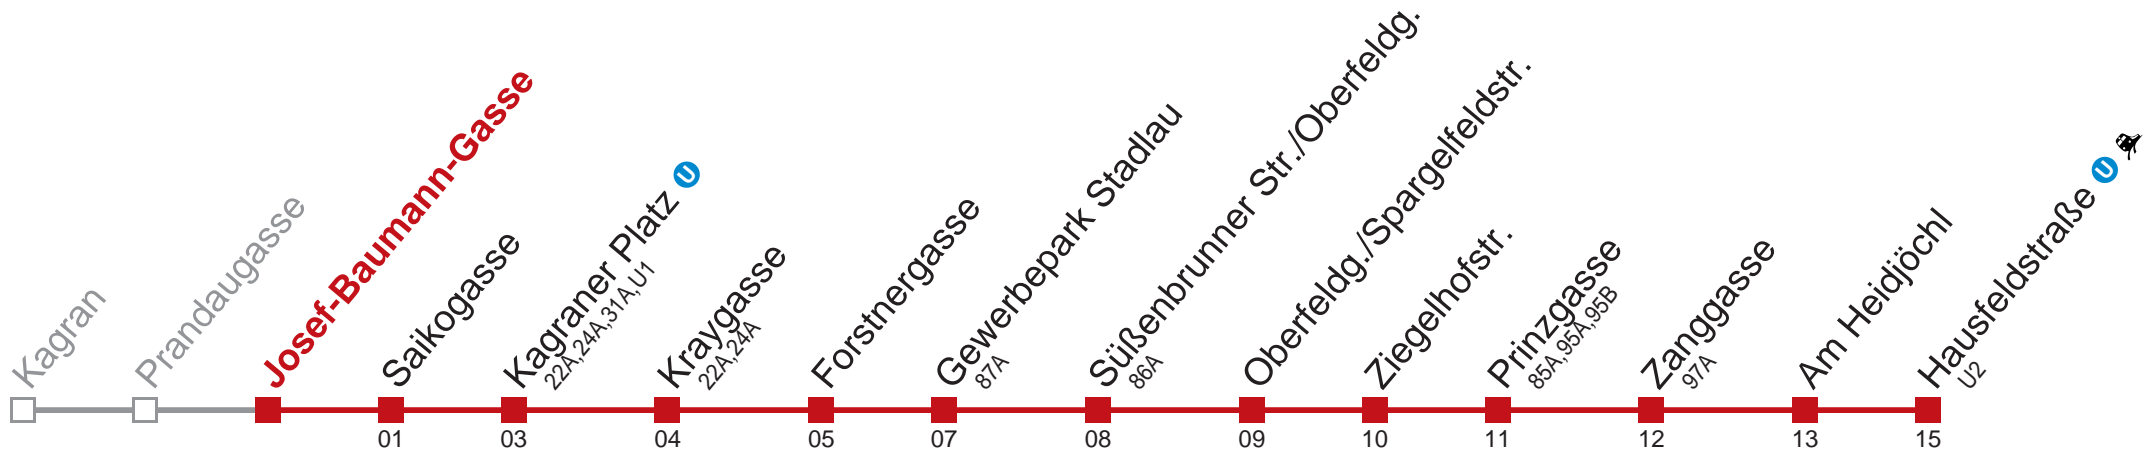 Kagran
Prandaugasse
Josef-Baumann-Gasse
Saikogasse
01
Kagraner Platz U
22A,24A,31A,U1
03
Kraygasse
22A,24A
04
Forstnergasse
05
Gewerbepark Stadlau
87A
07
Süßenbrunner Str./Oberfeldg.
86A
08
Oberfeldg./Spargelfeldstr.
09
Ziegelhofstr.
10
Prinzgasse
85A,95A,95B
11
Zanggasse
97A
12
Am Heidjöchl
13
Hausfeldstraße U
U2
15